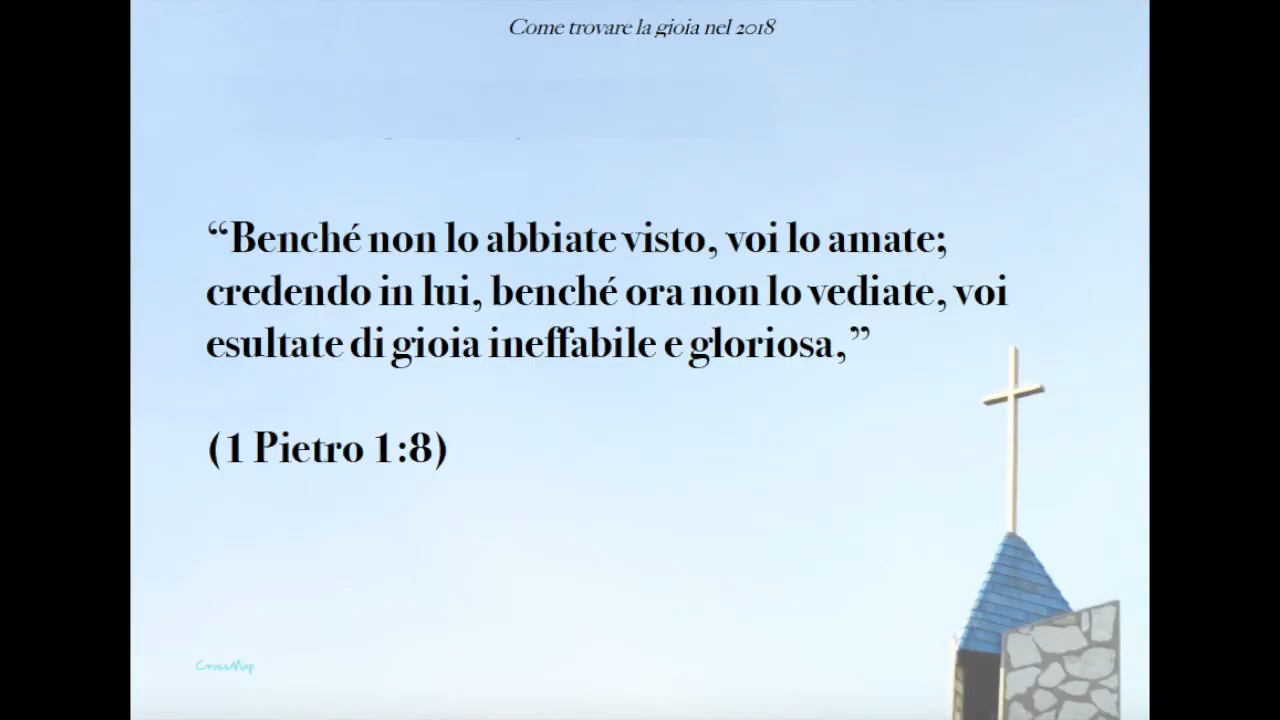 Come trovare la gioia nel 2018
“Benché non lo abbiate visto, voi lo amate;
credendo in lui, benché ora non lo vediate, voi
esultate di gioia ineffabile e gloriosa,”
(1 Pietro 1:8)
CrossMap